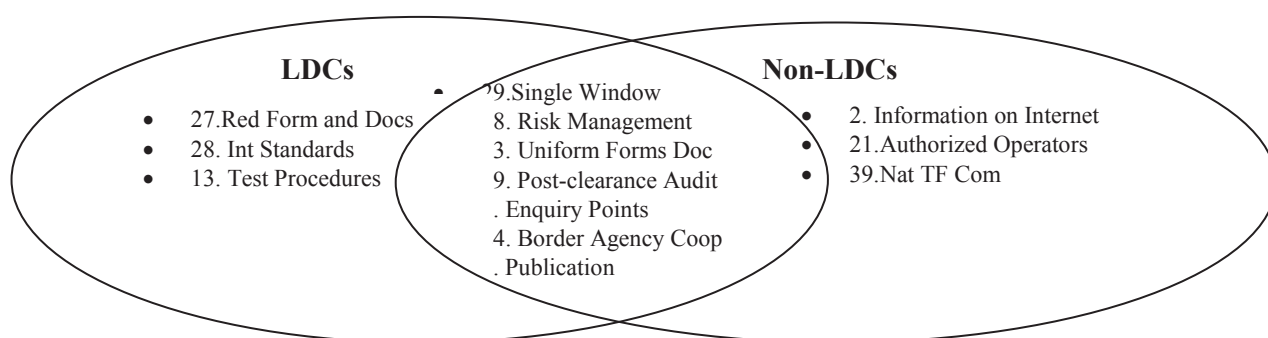 LDCs
• 27.Red Form and Docs
• 28. Int Standards
• 13. Test Procedures
• 9.Single Window
8. Risk Management
3. Uniform Forms Doc
9. Post-clearance Audit
. Enquiry Points
4. Border Agency Coop
. Publication
Non-LDCs
• 2. Information on Internet
• 21.Authorized Operators
• 39.Nat TF Com